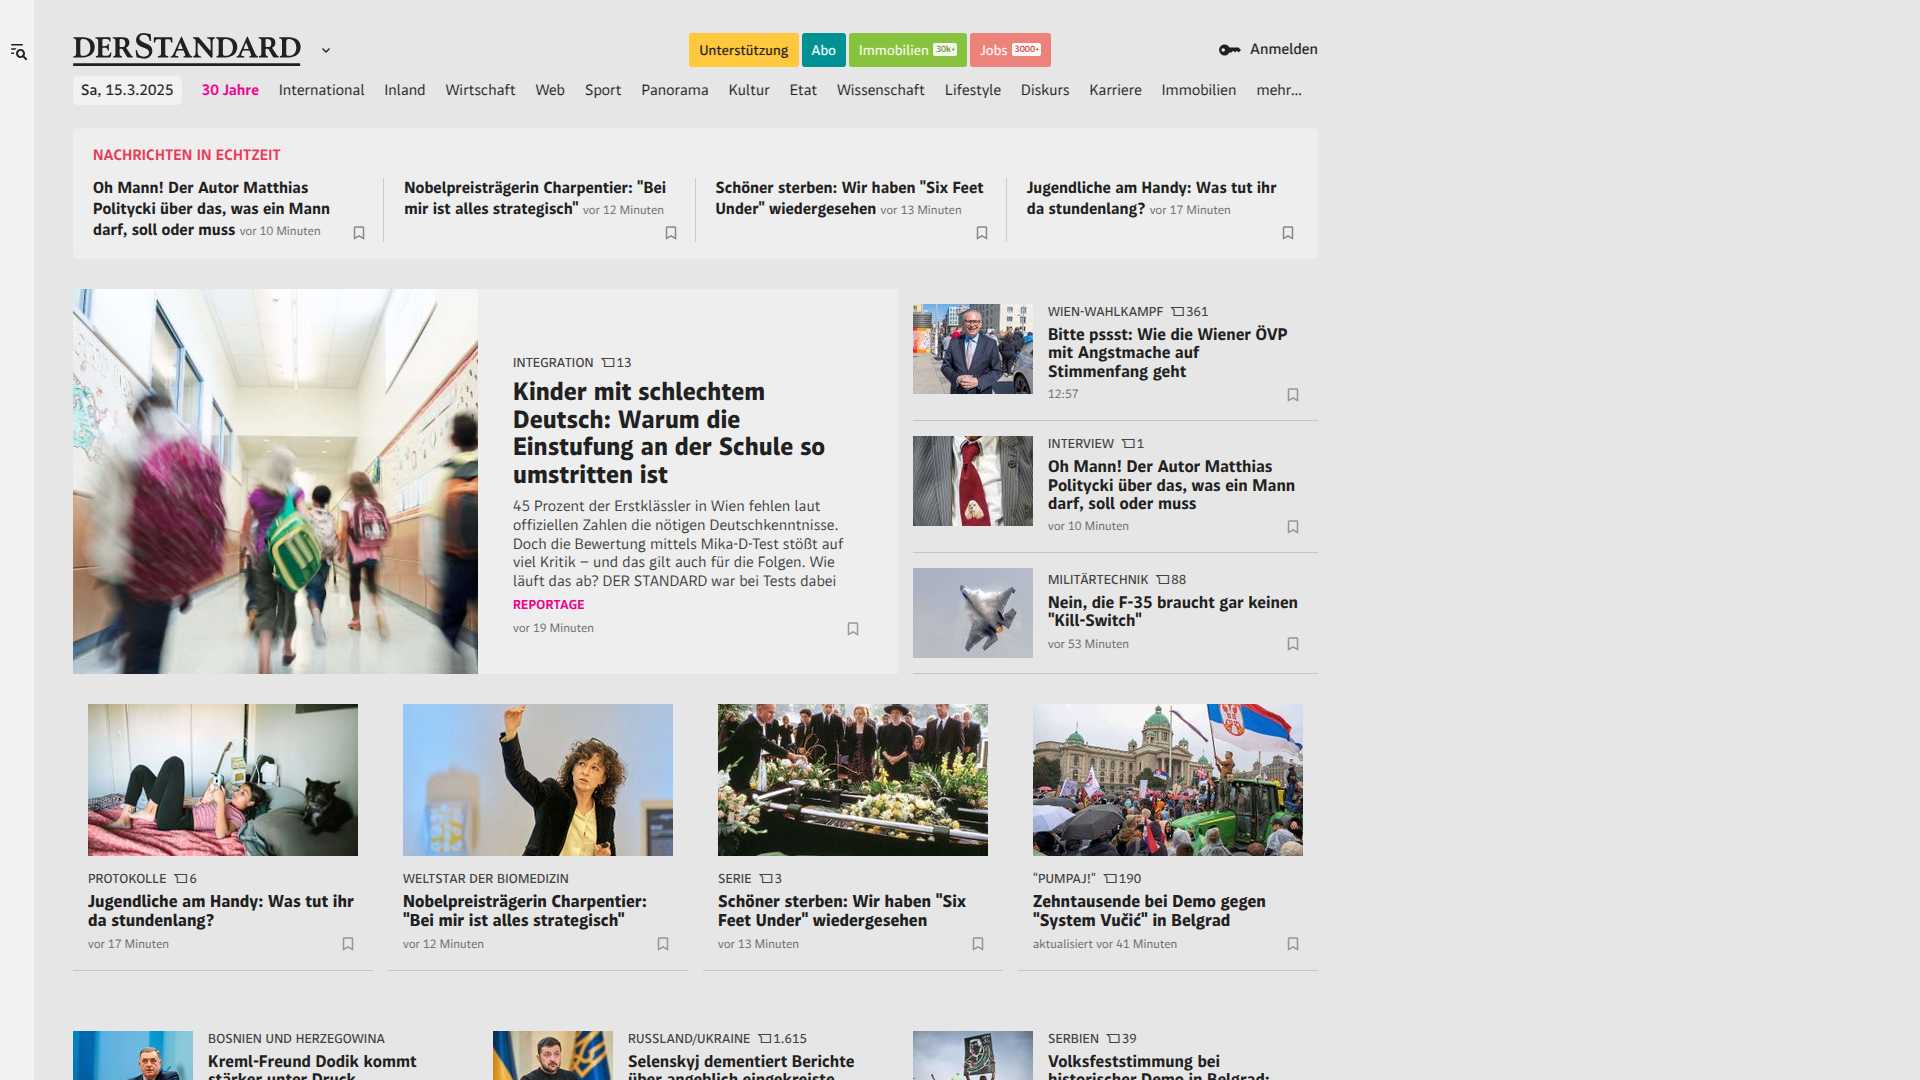 DERSTANDARD
Unterstützung
Abo
Immobilien 30k+
Jobs 3000+
Anmelden
Sa, 15.3.2025
30 Jahre
International
Inland
Wirtschaft
Web
Sport
Panorama
Kultur
Etat
Wissenschaft
Lifestyle
Diskurs
Karriere
Immobilien
mehr...
NACHRICHTEN IN ECHTZEIT
Oh Mann! Der Autor Matthias
Politycki über das, was ein Mann
darf, soll oder muss vor 10 Minuten
Nobelpreisträgerin Charpentier: "Bei
mir ist alles strategisch" vor 12 Minuten
Schöner sterben: Wir haben "Six Feet
Under" wiedergesehen vor 13 Minuten
Jugendliche am Handy: Was tut ihr
da stundenlang? vor 17 Minuten
INTEGRATION 13
Kinder mit schlechtem
Deutsch: Warum die
Einstufung an der Schule so
umstritten ist
45 Prozent der Erstklässler in Wien fehlen laut
offiziellen Zahlen die nötigen Deutschkenntnisse.
Doch die Bewertung mittels Mika-D-Test stößt auf
viel Kritik – und das gilt auch für die Folgen. Wie
läuft das ab? DER STANDARD war bei Tests dabei
REPORTAGE
vor 19 Minuten
WIEN-WAHLKAMPF 361
Bitte pssst: Wie die Wiener ÖVP
mit Angstmache auf
Stimmenfang geht
12:57
INTERVIEW 1
Oh Mann! Der Autor Matthias
Politycki über das, was ein Mann
darf, soll oder muss
vor 10 Minuten
MILITÄRTECHNIK 88
Nein, die F-35 braucht gar keinen
"Kill-Switch"
vor 53 Minuten
PROTOKOLLE 6
Jugendliche am Handy: Was tut ihr
da stundenlang?
vor 17 Minuten
WELTSTAR DER BIOMEDIZIN
Nobelpreisträgerin Charpentier:
"Bei mir ist alles strategisch"
vor 12 Minuten
SERIE 3
Schöner sterben: Wir haben "Six
Feet Under" wiedergesehen
vor 13 Minuten
"PUMPAJ!" 190
Zehntausende bei Demo gegen
"System Vučić" in Belgrad
aktualisiert vor 41 Minuten
BOSNIEN UND HERZEGOWINA
Kreml-Freund Dodik kommt
stärker unter Druck
RUSSLAND/UKRAINE 1.615
Selenskyj dementiert Berichte
über angeblich eingekreiste
SERBIEN 39
Volksfeststimmung bei
historischer Demo in Belgrad: